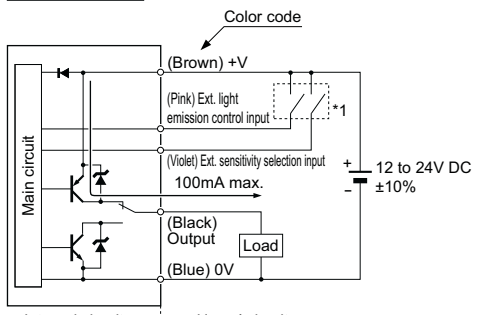 Color code
(Brown) +V
(Pink) Ext. light
emission control input
*1
(Violet) Ext. sensitivity selection input
100mA max.
Main circuit
+
12 to 24V DC
−
±10%
(Black)
Output
Load
(Blue) 0V